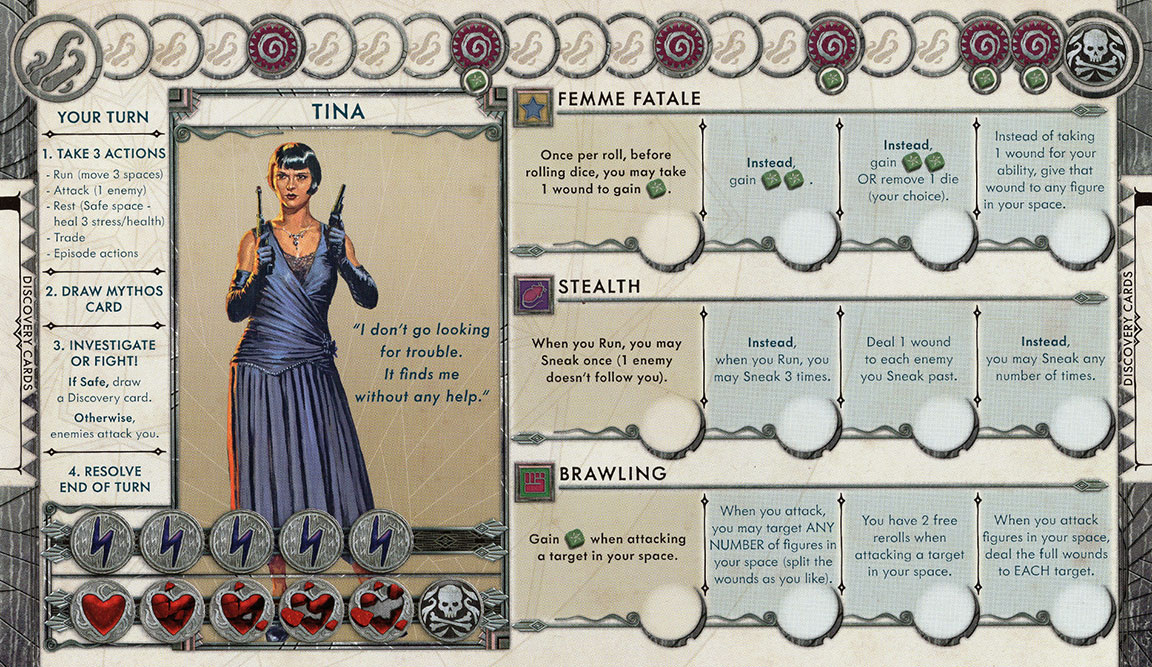 YOUR TURN
1. TAKE 3 ACTIONS
- Run (move 3 spaces)
- Attack (1 enemy)
- Rest (Safe space -
heal 3 stress/health)
- Trade
- Episode actions
2. DRAW MYTHOS
CARD
3. INVESTIGATE
OR FIGHT!
If Safe, draw
a Discovery card.
Otherwise,
enemies attack you.
4. RESOLVE
END OF TURN
DISCOVERY CARDS
TINA
"I don't go looking
for trouble.
It finds me
without any help."
FEMME FATALE
Once per roll, before
rolling dice, you may take
1 wound to gain .
Instead,
gain .
Instead,
gain
OR remove 1 die
(your choice).
Instead of taking
1 wound for your
ability, give that
wound to any figure
in your space.
STEALTH
When you Run, you may
Sneak once (1 enemy
doesn't follow you).
Instead,
when you Run, you
may Sneak 3 times.
Deal 1 wound
to each enemy
you Sneak past.
Instead,
you may Sneak any
number of times.
BRAWLING
Gain when attacking
a target in your space.
When you attack,
you may target ANY
NUMBER of figures in
your space (split the
wounds as you like).
You have 2 free
rerolls when
attacking a target
in your space.
When you attack
figures in your space,
deal the full wounds
to EACH target.
DISCOVERY CARDS